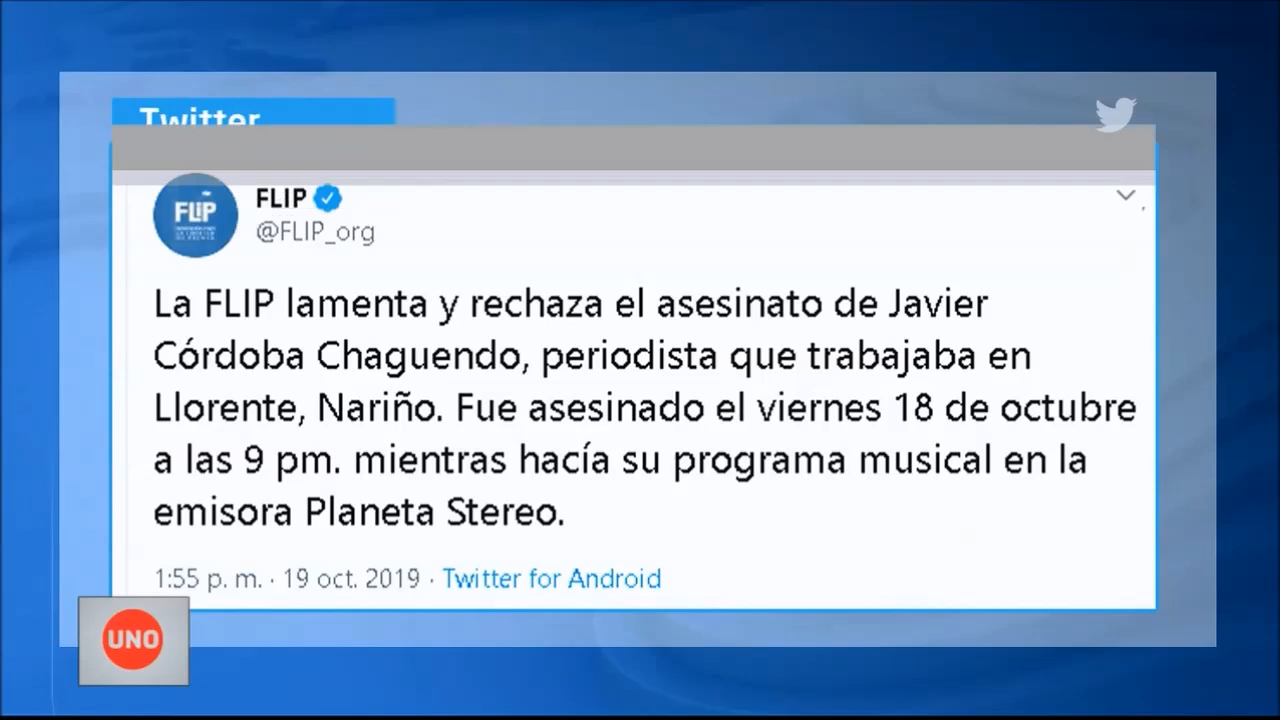 Twitter
FLIP
FLIP
@FLIP_org
La FLIP lamenta y rechaza el asesinato de Javier
Córdoba Chaguendo, periodista que trabajaba en
Llorente, Nariño. Fue asesinado el viernes 18 de octubre
a las 9 pm. mientras hacía su programa musical en la
emisora Planeta Stereo.
1:55 p. m. · 19 oct. 2019 · Twitter for Android
UNO